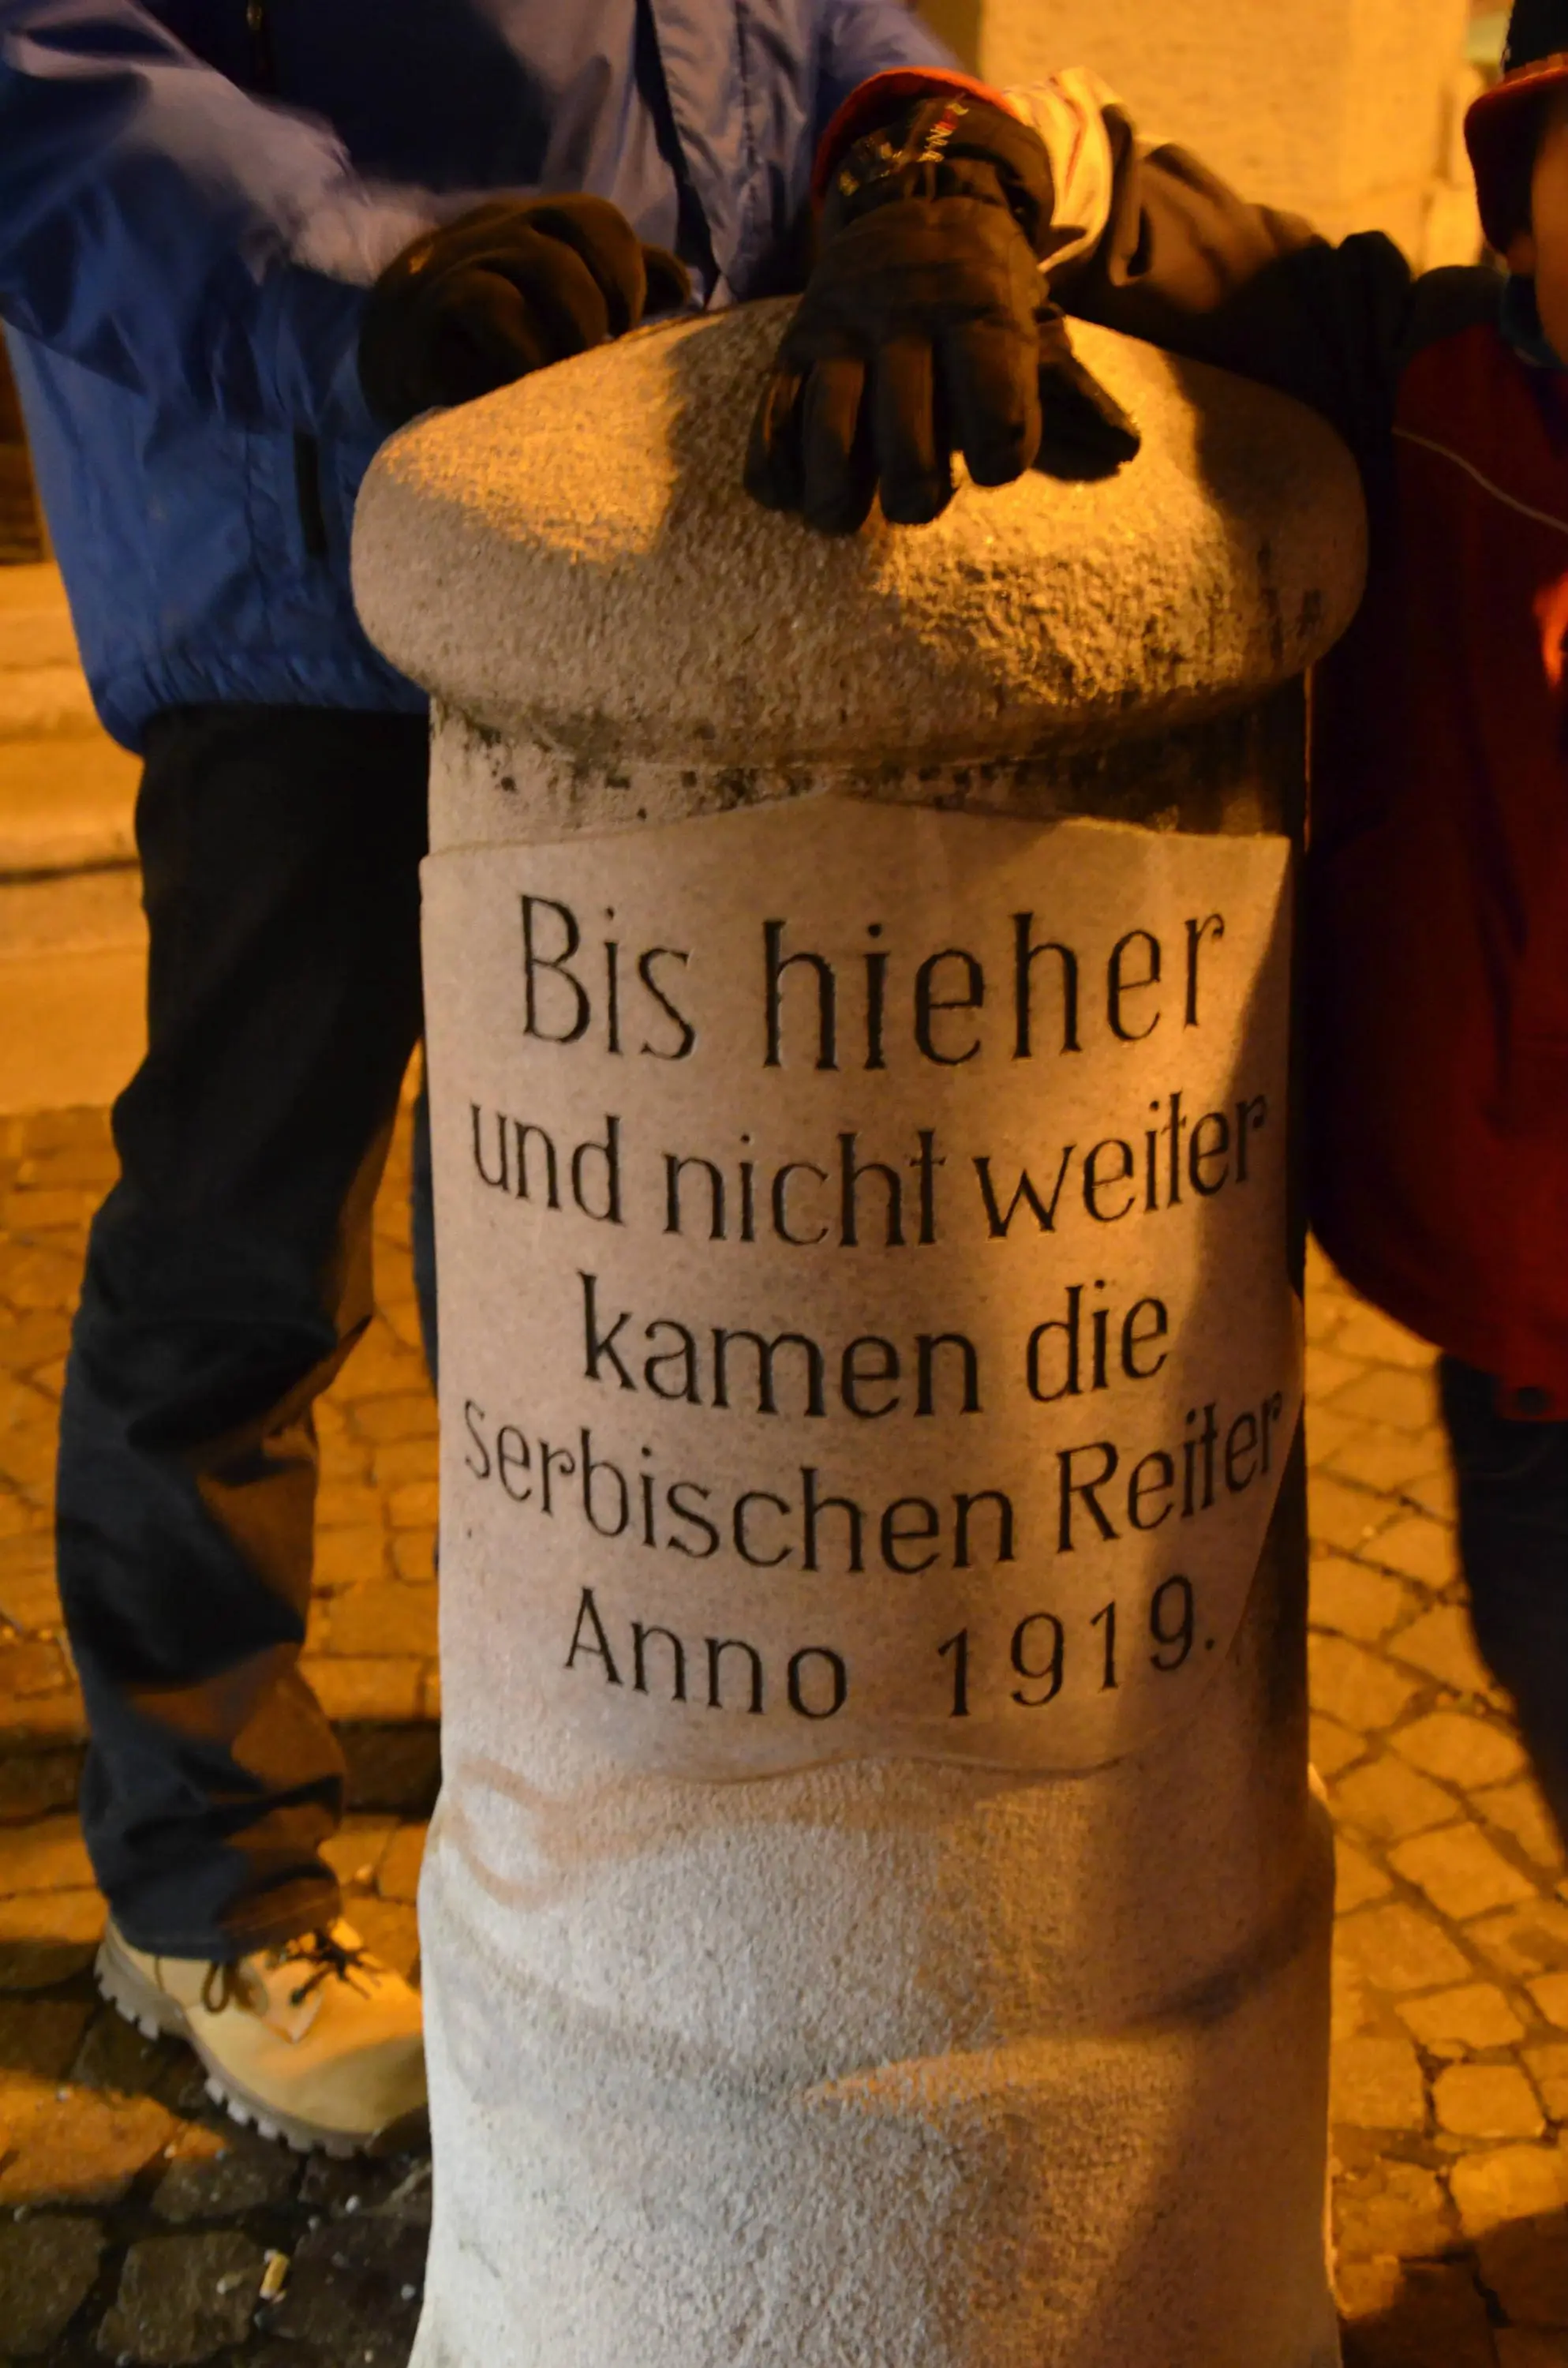 Bis hieher
und nicht weiter
kamen die
serbischen Reiter
Anno 1919.